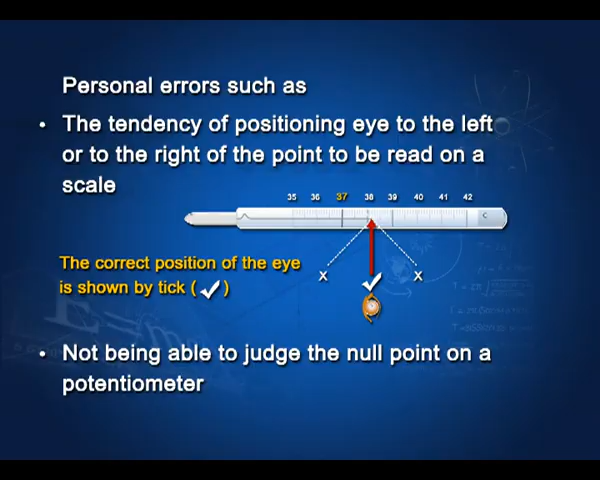 Personal errors such as
• The tendency of positioning eye to the left
or to the right of the point to be read on a
scale
35 36 37 38 39 40 41 42
C
The correct position of the eye
is shown by tick (✓)
x ✓ x
• Not being able to judge the null point on a
potentiometer